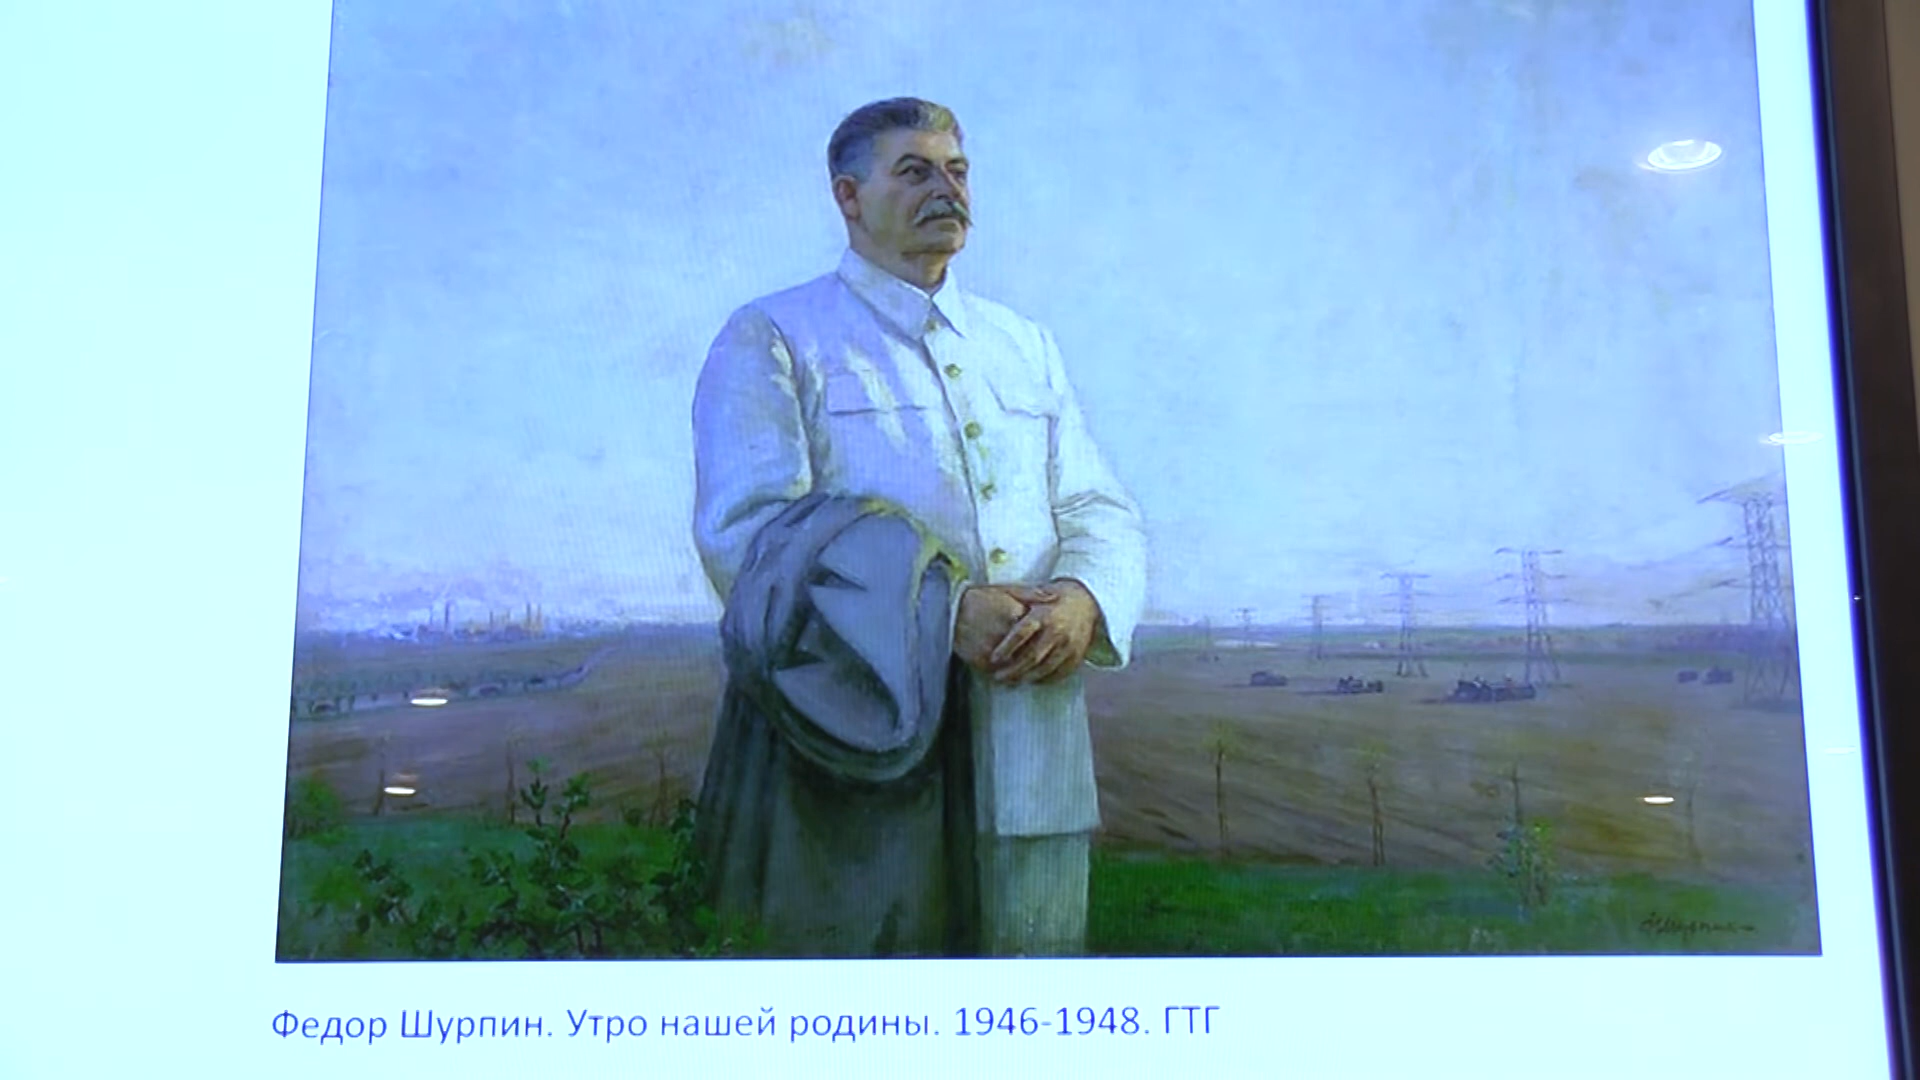 Федор Шурпин. Утро нашей родины. 1946-1948. ГТГ